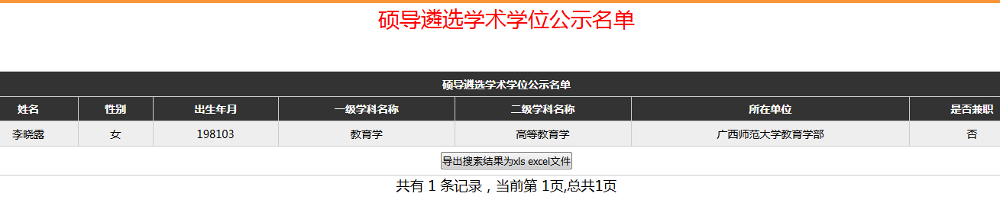 硕导遴选学术学位公示名单
硕导遴选学术学位公示名单
姓名 性别 出生年月 一级学科名称 二级学科名称 所在单位 是否兼职
李晓露 女 198103 教育学 高等教育学 广西师范大学教育学部 否
导出搜索结果为xls excel文件
共有 1 条记录，当前第 1页,总共1页